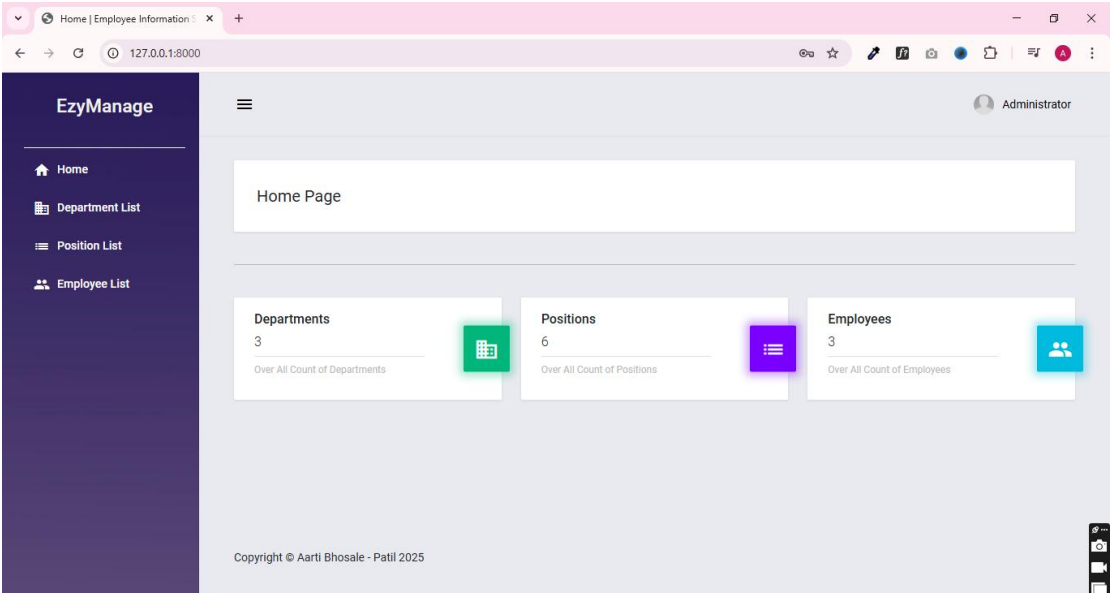 Home | Employee Information S
127.0.0.1:8000
A
EzyManage
Administrator
Home
Department List
Position List
Employee List
Home Page
Departments
3
Over All Count of Departments
Positions
6
Over All Count of Positions
Employees
3
Over All Count of Employees
Copyright © Aarti Bhosale - Patil 2025